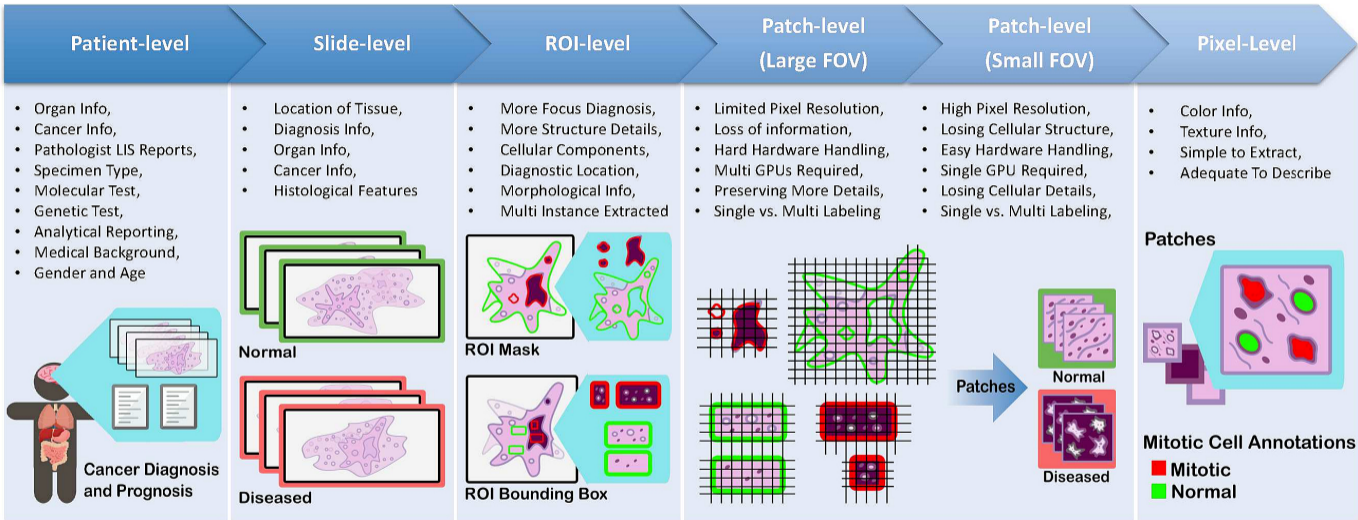 Patient-level
Slide-level
ROI-level
Patch-level
(Large FOV)
Patch-level
(Small FOV)
Pixel-Level
• Organ Info,
• Cancer Info,
• Pathologist LIS Reports,
• Specimen Type,
• Molecular Test,
• Genetic Test,
• Analytical Reporting,
• Medical Background,
• Gender and Age
Cancer Diagnosis
and Prognosis
• Location of Tissue,
• Diagnosis Info,
• Organ Info,
• Cancer Info,
• Histological Features
Normal
Diseased
• More Focus Diagnosis,
• More Structure Details,
• Cellular Components,
• Diagnostic Location,
• Morphological Info,
• Multi Instance Extracted
ROI Mask
ROI Bounding Box
• Limited Pixel Resolution,
• Loss of information,
• Hard Hardware Handling,
• Multi GPUs Required,
• Preserving More Details,
• Single vs. Multi Labeling
• High Pixel Resolution,
• Losing Cellular Structure,
• Easy Hardware Handling,
• Single GPU Required,
• Losing Cellular Details,
• Single vs. Multi Labeling,
Patches
Normal
Diseased
• Color Info,
• Texture Info,
• Simple to Extract,
• Adequate To Describe
Patches
Mitotic Cell Annotations
Mitotic
Normal